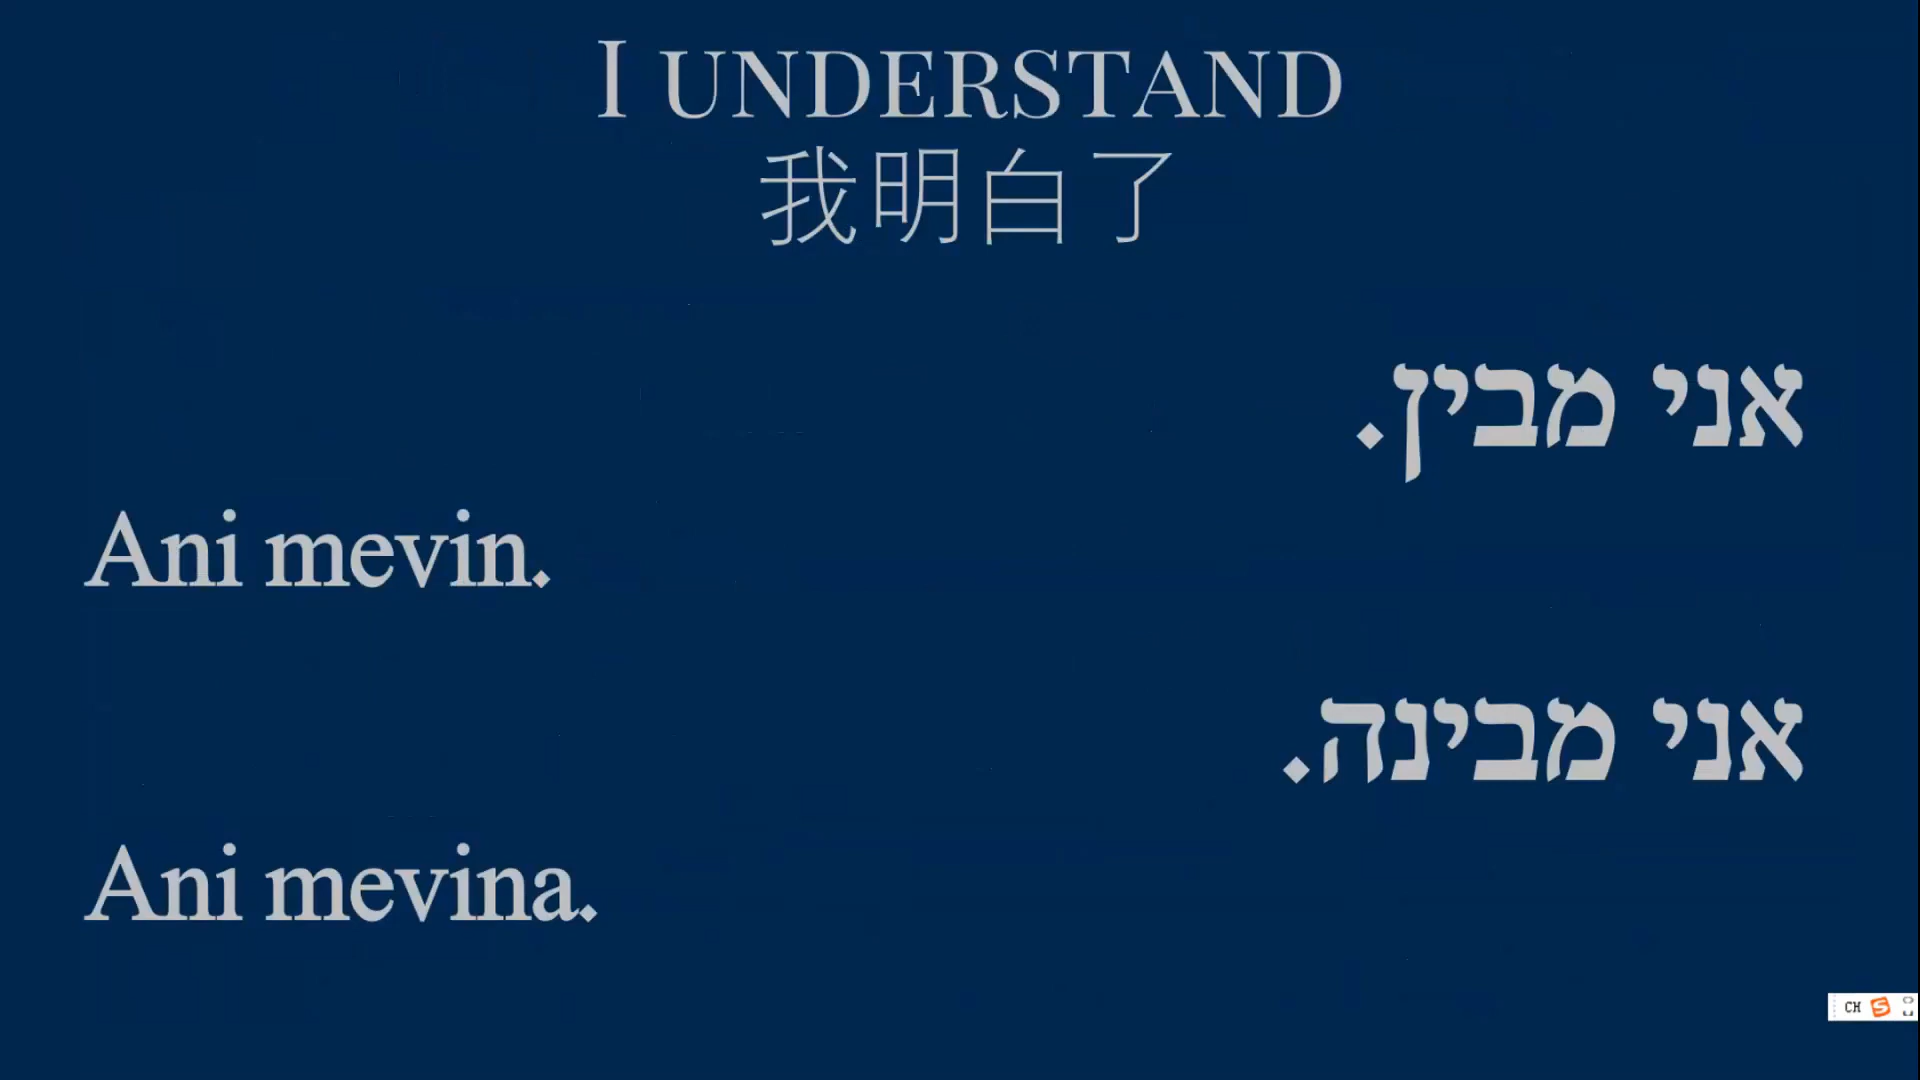 I UNDERSTAND
我明白了
אני מבין.
Ani mevin.
אני מבינה.
Ani mevina.
CH